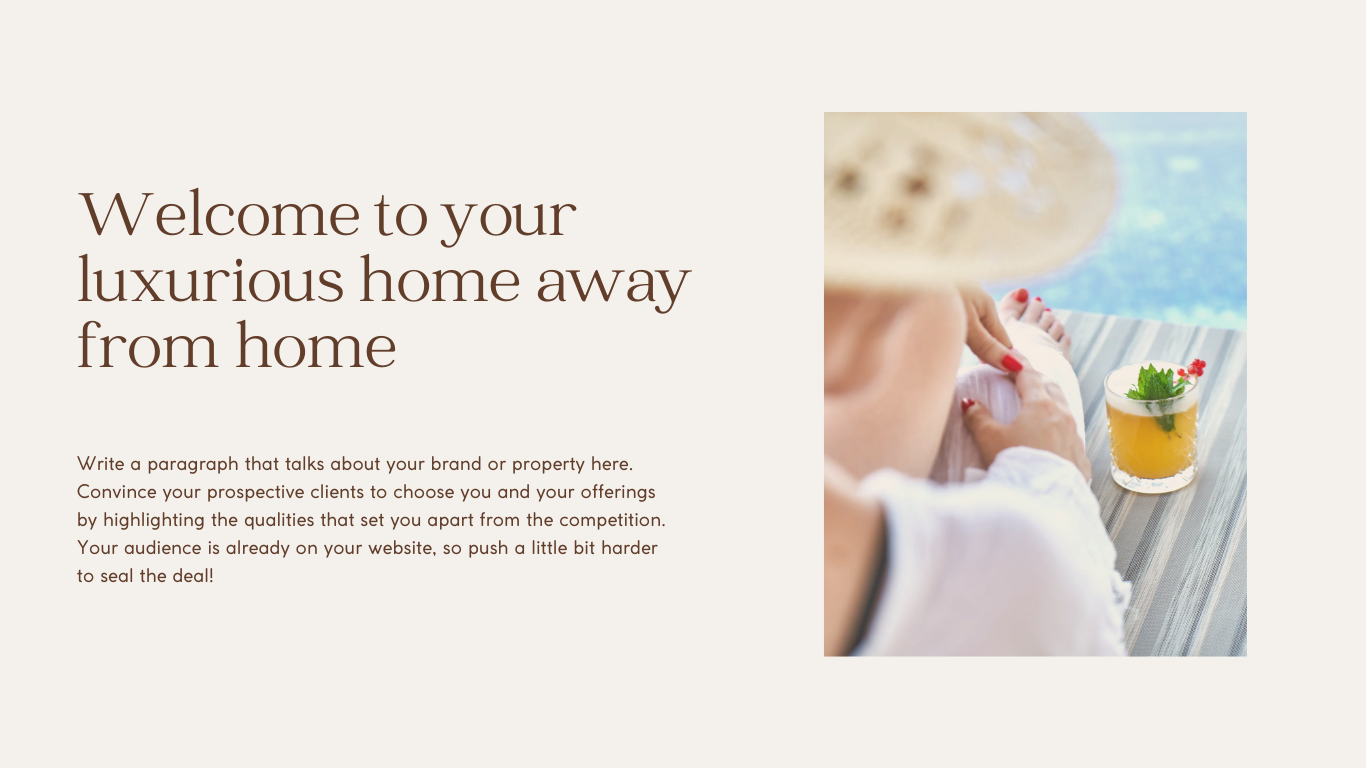 Welcome to your
luxurious home away
from home
Write a paragraph that talks about your brand or property here.
Convince your prospective clients to choose you and your offerings
by highlighting the qualities that set you apart from the competition.
Your audience is already on your website, so push a little bit harder
to seal the deal!